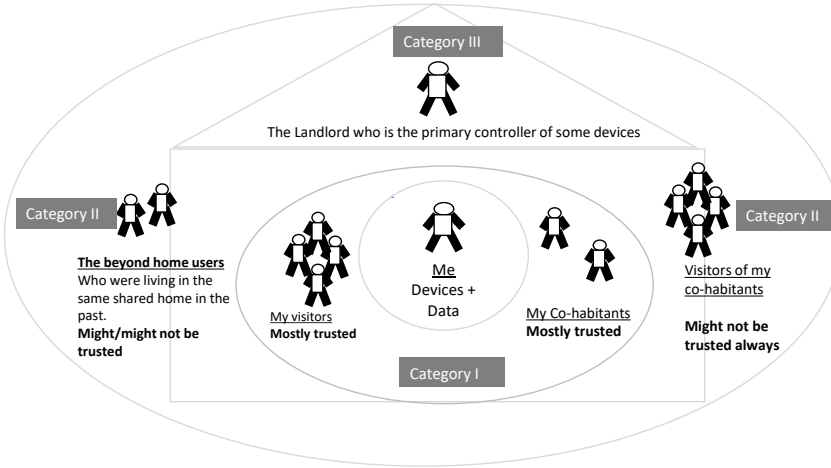 Category III
The Landlord who is the primary controller of some devices
Category II
The beyond home users
Who were living in the
same shared home in the
past.
Might/might not be
trusted
My visitors
Mostly trusted
Me
Devices +
Data
My Co-habitants
Mostly trusted
Category I
Category II
Visitors of my
co-habitants
Might not be
trusted always